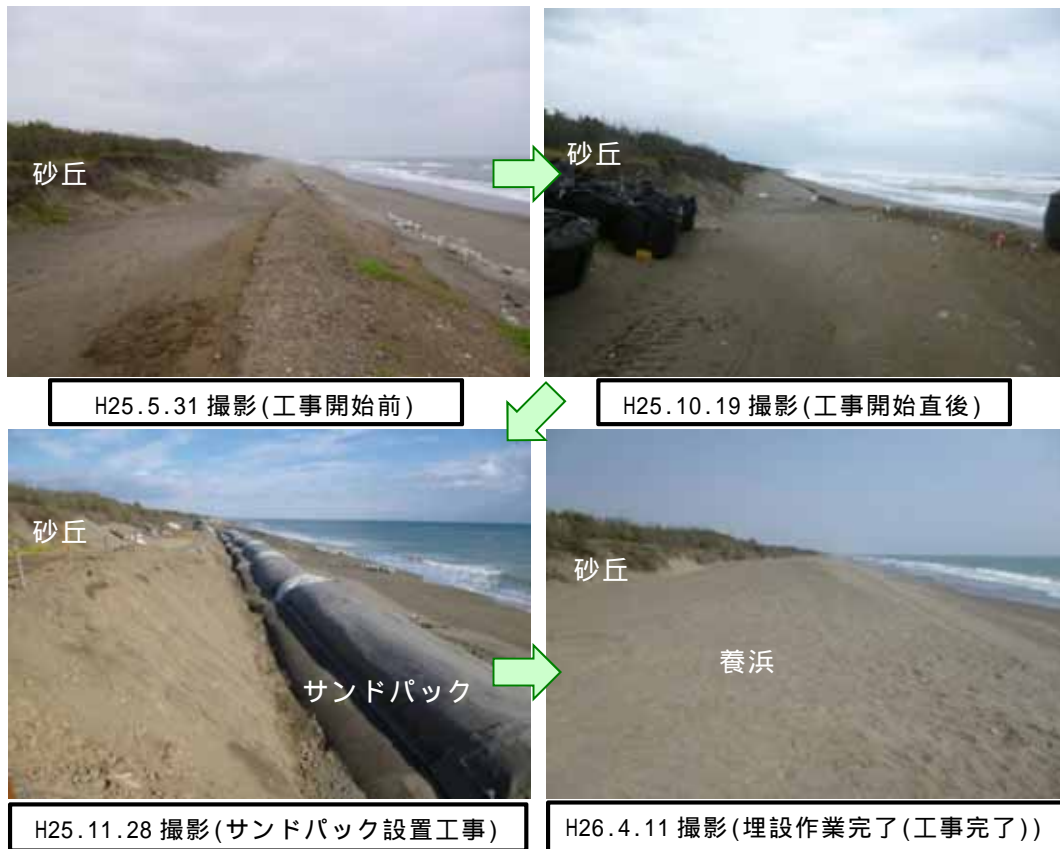 砂丘
砂丘
H25.5.31 撮影(工事開始前)
H25.10.19 撮影(工事開始直後)
砂丘
サンドパック
砂丘
養浜
H25.11.28 撮影(サンドパック設置工事)
H26.4.11 撮影(埋設作業完了(工事完了))